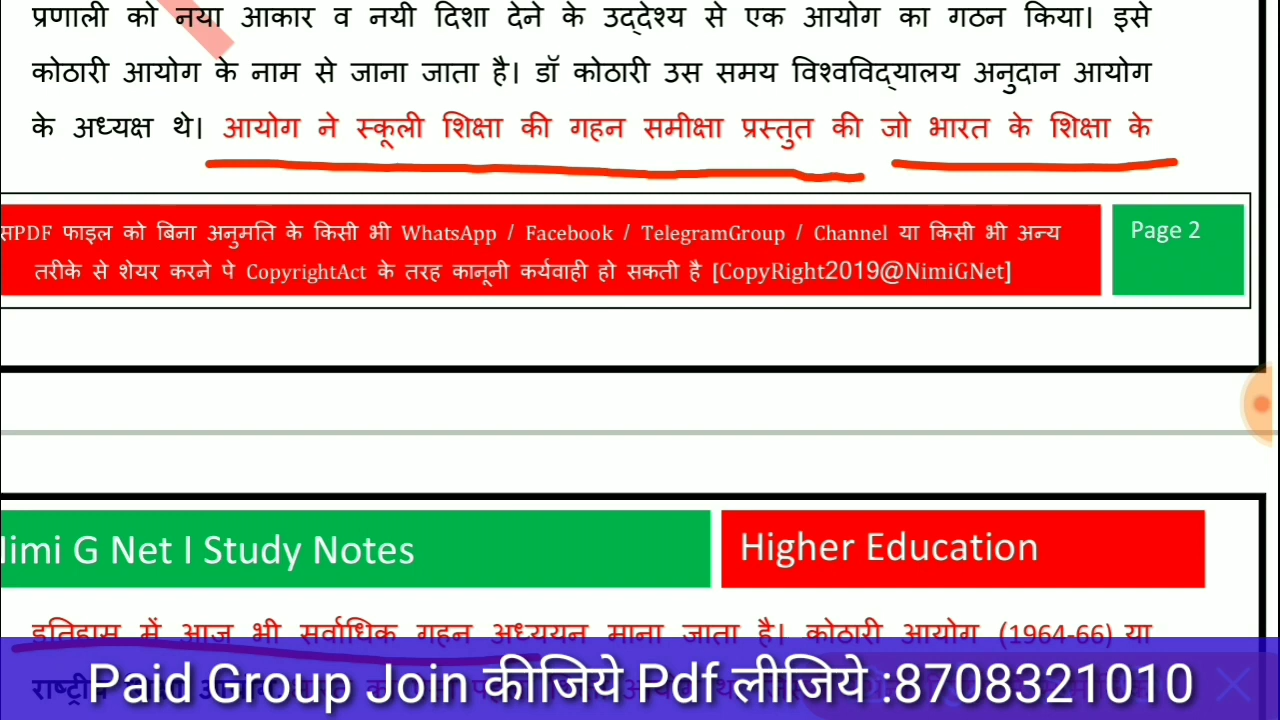 प्रणाली को नया आकार व नयी दिशा देने के उद्देश्य से एक आयोग का गठन किया। इसे
कोठारी आयोग के नाम से जाना जाता है। डॉ कोठारी उस समय विश्वविद्यालय अनुदान आयोग
के अध्यक्ष थे। आयोग ने स्कूली शिक्षा की गहन समीक्षा प्रस्तुत की जो भारत के शिक्षा के
सPDF फाइल को बिना अनुमति के किसी भी WhatsApp / Facebook / TelegramGroup / Channel या किसी भी अन्य
तरीके से शेयर करने पे CopyrightAct के तरह कानूनी कर्यवाही हो सकती है [CopyRight2019@NimiGNet]
Page 2
Nimi G Net I Study Notes
Higher Education
इतिहास में आज भी सर्वाधिक गहन अध्ययन माना जाता है। कोठारी आयोग (1964-66) या
राष्ट्रीय
Paid Group Join कीजिये Pdf लीजिये :8708321010